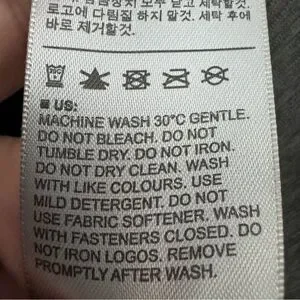 로고에 다림질 하지 말것. 세탁 후에
바로 제거할것.
US:
MACHINE WASH 30°C GENTLE.
DO NOT BLEACH. DO NOT
TUMBLE DRY. DO NOT IRON.
DO NOT DRY CLEAN. WASH
WITH LIKE COLOURS. USE
MILD DETERGENT. DO NOT
USE FABRIC SOFTENER. WASH
WITH FASTENERS CLOSED. DO
NOT IRON LOGOS. REMOVE
PROMPTLY AFTER WASH.